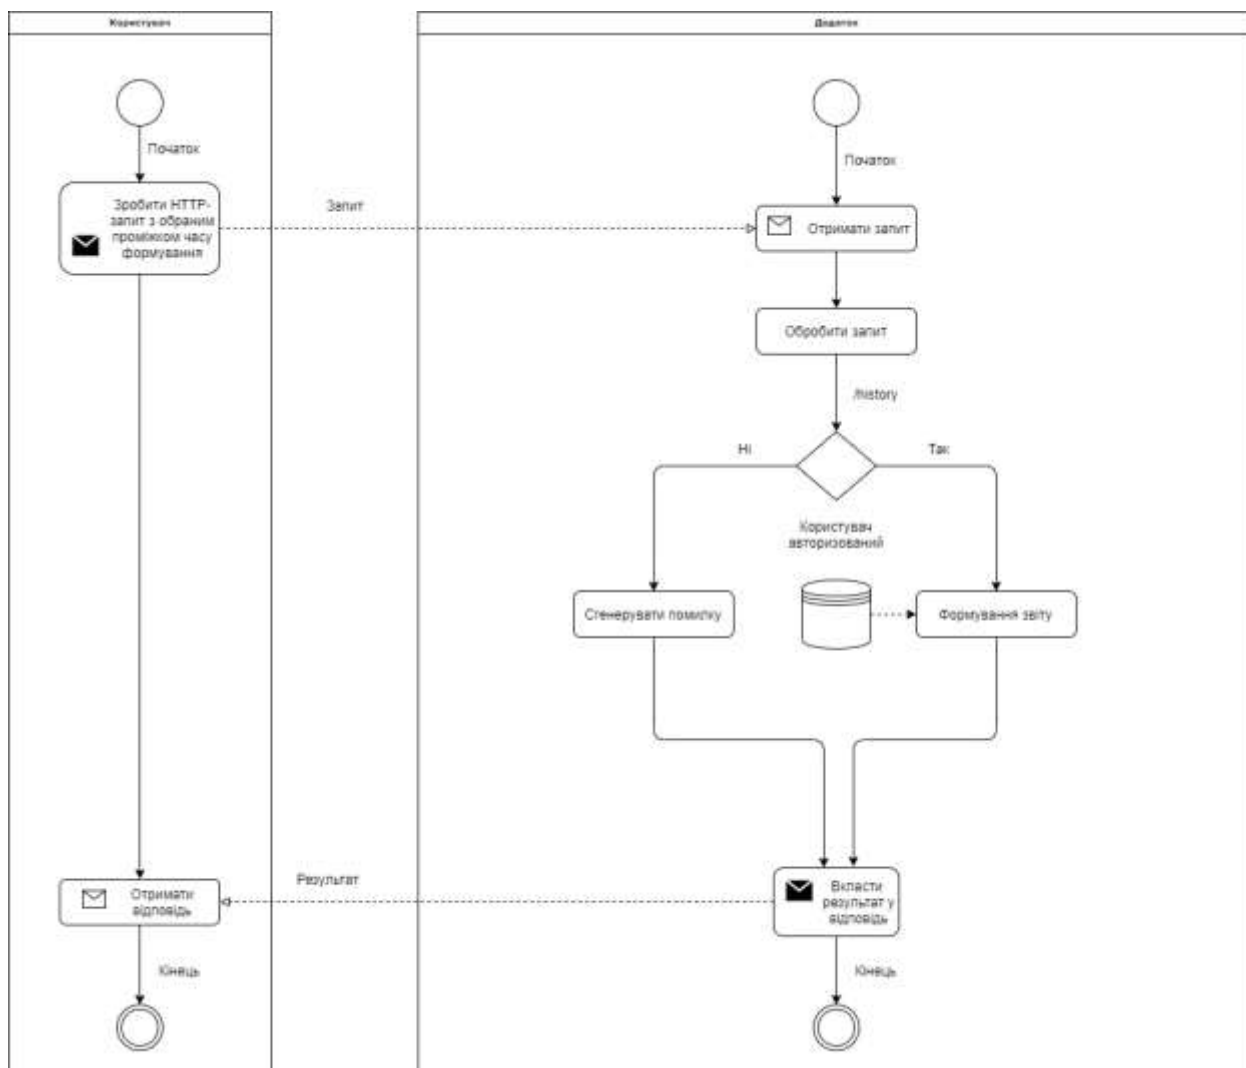 Користувач
Додаток
Початок
Початок
Зробити HTTP-
запит з обраним
проміжком часу
формування
Запит
Отримати запит
Обробити запит
/history
Ні
Так
Користувач
авторизований
Сгенерувати помилку
Формування звіту
Результат
Отримати
відповідь
Вкласти
результат у
відповідь
Кінець
Кінець